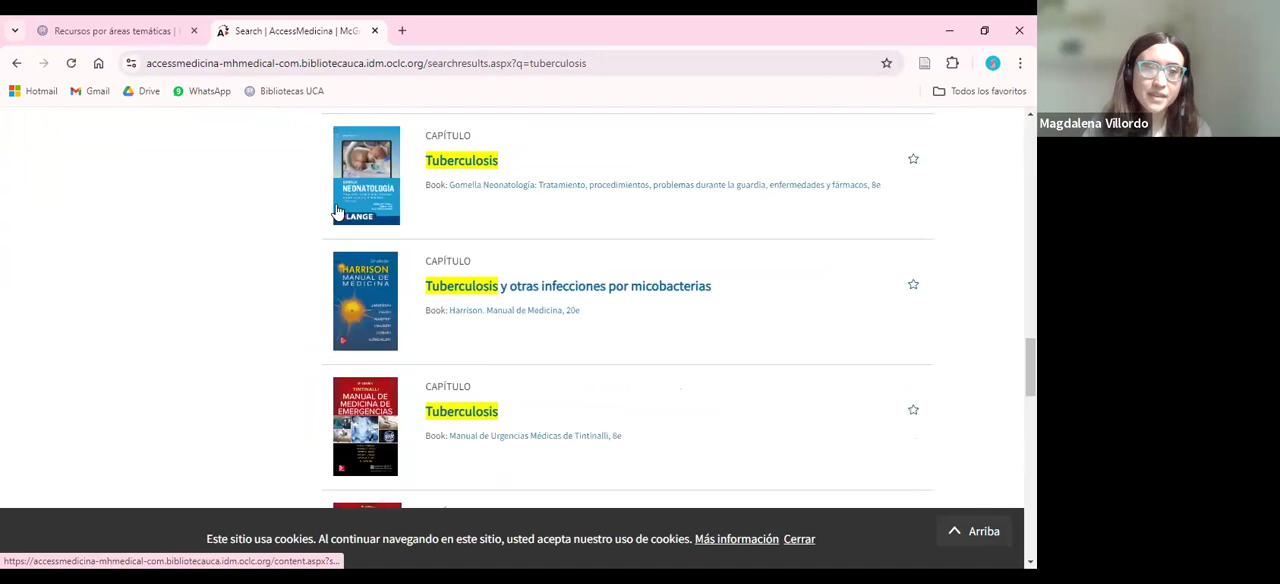 Recursos por áreas temáticas |
Search | AccessMedicina | McGr
accessmedicina-mhmedical-com.bibliotecauca.idm.oclc.org/searchresults.aspx?q=tuberculosis
Hotmail
Gmail
Drive
WhatsApp
Bibliotecas UCA
Todos los favoritos
Magdalena Villordo
CAPÍTULO
Tuberculosis
Book: Gomella Neonatología: Tratamiento, procedimientos, problemas durante la guardia, enfermedades y fármacos, 8e
NEONATOLOGÍA
LANGE
CAPÍTULO
Tuberculosis y otras infecciones por micobacterias
Book: Harrison. Manual de Medicina, 20e
HARRISON
MANUAL DE
MEDICINA
CAPÍTULO
Tuberculosis
Book: Manual de Urgencias Médicas de Tintinalli, 8e
TINTINALLI
MANUAL DE
MEDICINA DE
EMERGENCIAS
Arriba
Este sitio usa cookies. Al continuar navegando en este sitio, usted acepta nuestro uso de cookies. Más información Cerrar
https://accessmedicina-mhmedical-com.bibliotecauca.idm.oclc.org/content.aspx?s...